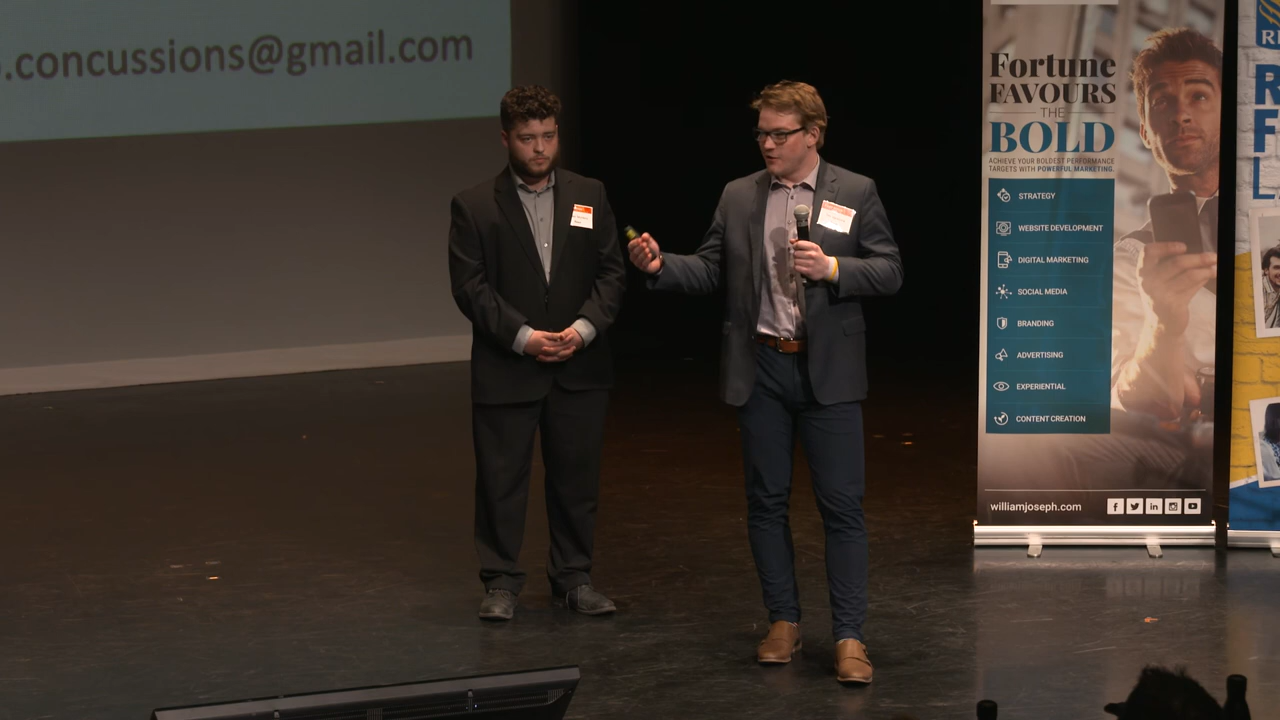 .concussions@gmail.com
Fortune
FAVOURS
THE
BOLD
ACHIEVE YOUR BOLDEST PERFORMANCE
TARGETS WITH POWERFUL MARKETING.
STRATEGY
WEBSITE DEVELOPMENT
DIGITAL MARKETING
SOCIAL MEDIA
BRANDING
ADVERTISING
EXPERIENTIAL
CONTENT CREATION
williamjoseph.com
R
F
L